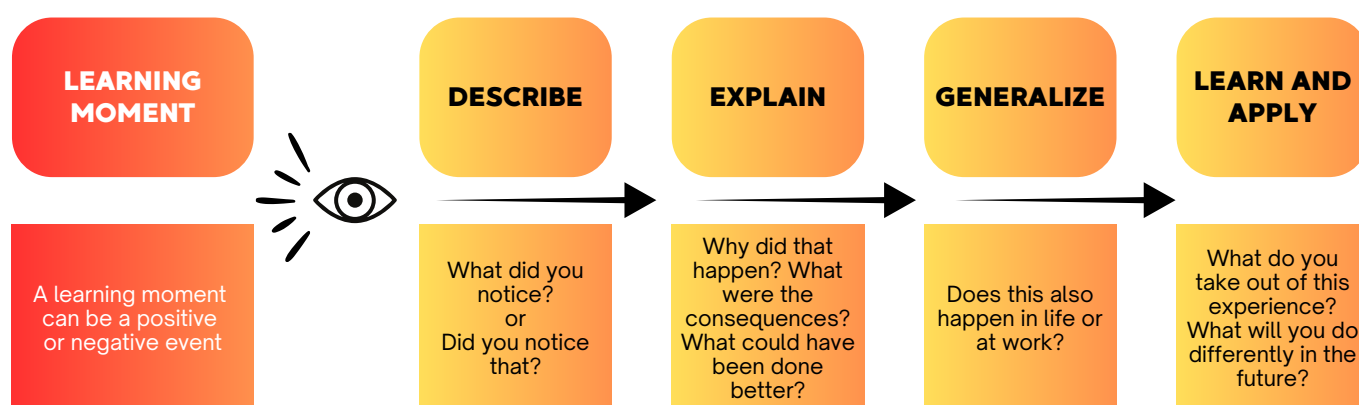 LEARNING
MOMENT
DESCRIBE
EXPLAIN
GENERALIZE
LEARN AND
APPLY
A learning moment
can be a positive
or negative event
What did you
notice?
or
Did you notice
that?
Why did that
happen? What
were the
consequences?
What could have
been done
better?
Does this also
happen in life or
at work?
What do you
take out of this
experience?
What will you do
differently in the
future?